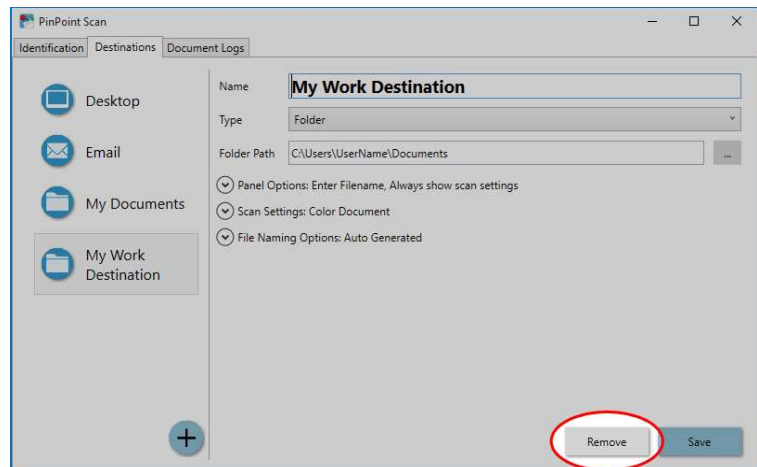 PinPoint Scan
Identification Destinations Document Logs
Desktop
Email
My Documents
My Work
Destination
Name My Work Destination
Type Folder
Folder Path C:\Users\UserName\Documents ...
Panel Options: Enter Filename, Always show scan settings
Scan Settings: Color Document
File Naming Options: Auto Generated
Remove Save